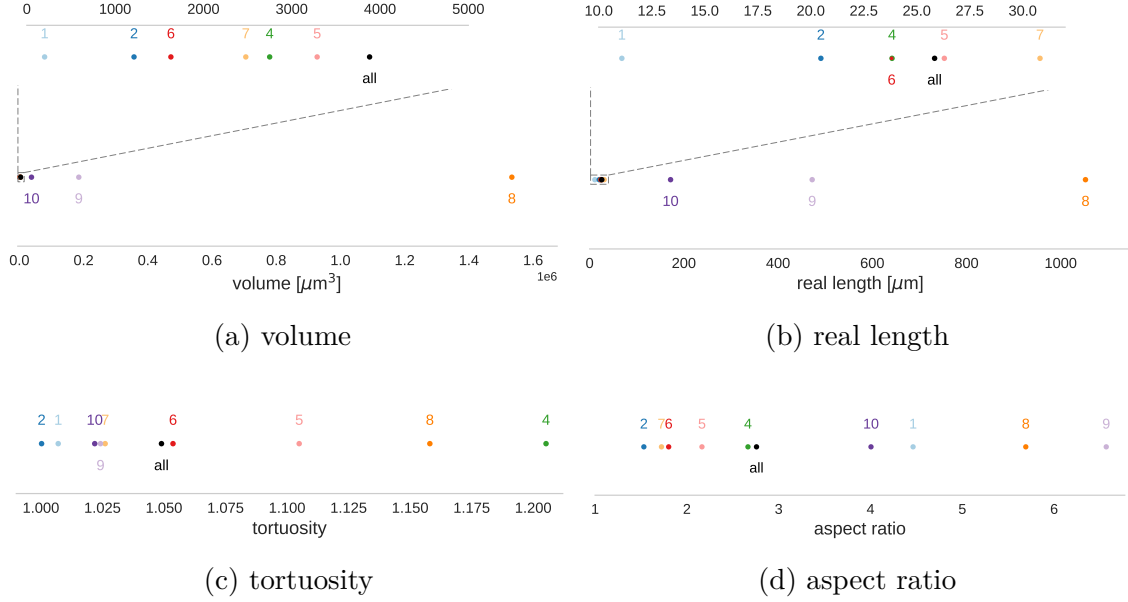 0 1000 2000 3000 4000 5000
1 2 6 7 4 5
all
10 9 8
0.0 0.2 0.4 0.6 0.8 1.0 1.2 1.4 1.6
1e6
volume [μm³]
(a) volume
10.0 12.5 15.0 17.5 20.0 22.5 25.0 27.5 30.0
1 2 4 5 7
6 all
10 9 8
0 200 400 600 800 1000
real length [μm]
(b) real length
2 1 10 7 6 5 8 4
9 all
1.000 1.025 1.050 1.075 1.100 1.125 1.150 1.175 1.200
tortuosity
(c) tortuosity
2 7 6 5 4 10 1 8 9
all
1 2 3 4 5 6
aspect ratio
(d) aspect ratio